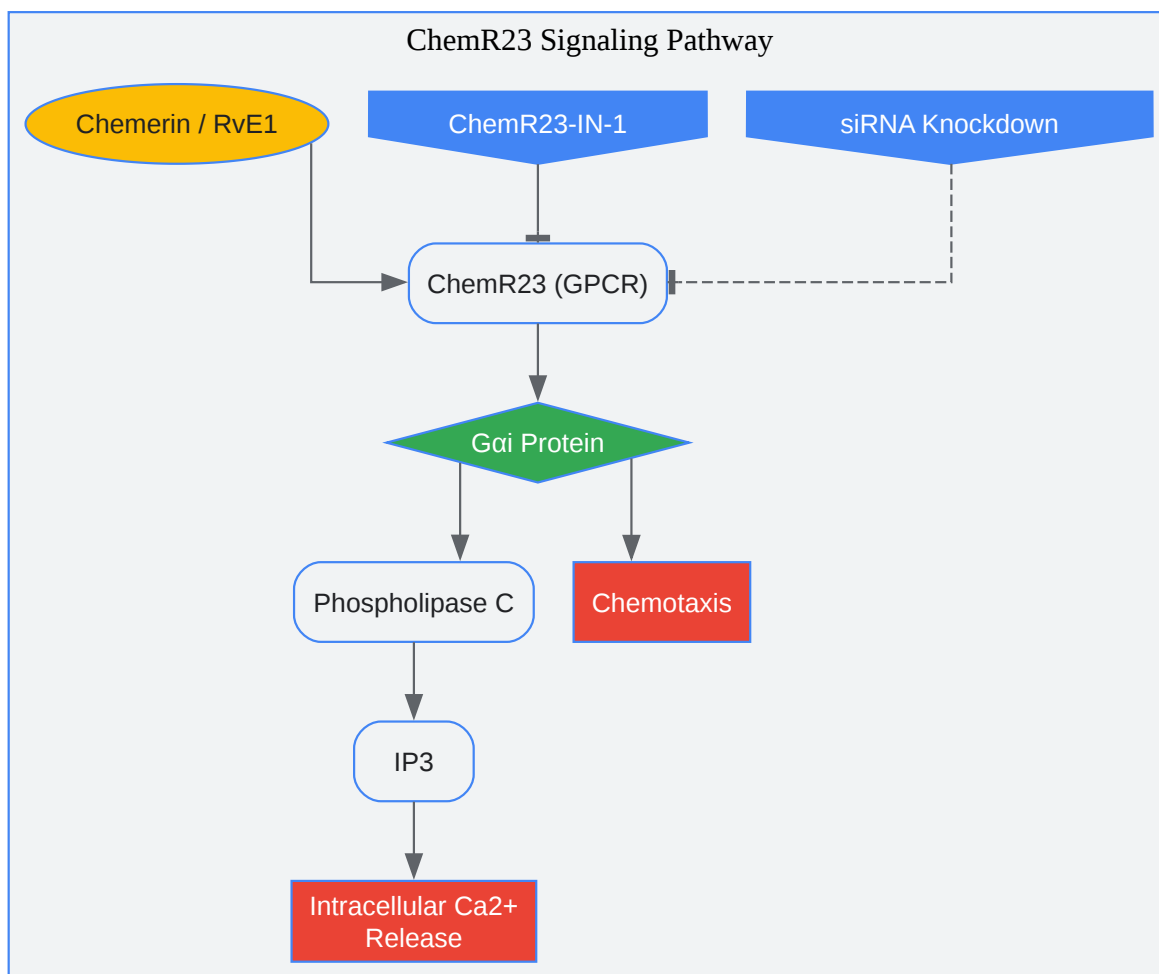 ChemR23 Signaling Pathway
Chemerin / RvE1
ChemR23-IN-1
siRNA Knockdown
ChemR23 (GPCR)
Gαi Protein
Phospholipase C
Chemotaxis
IP3
Intracellular Ca2+
Release